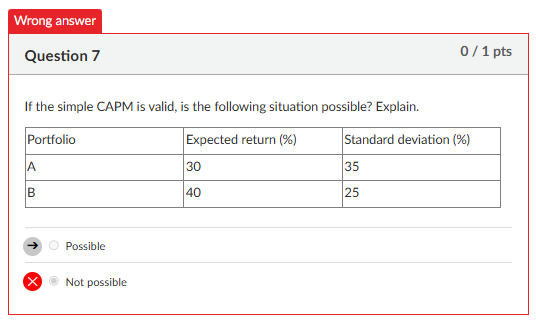 Wrong answer
Question 7
0 / 1 pts
If the simple CAPM is valid, is the following situation possible? Explain.
Portfolio Expected return (%) Standard deviation (%)
A 30 35
B 40 25
Possible
Not possible